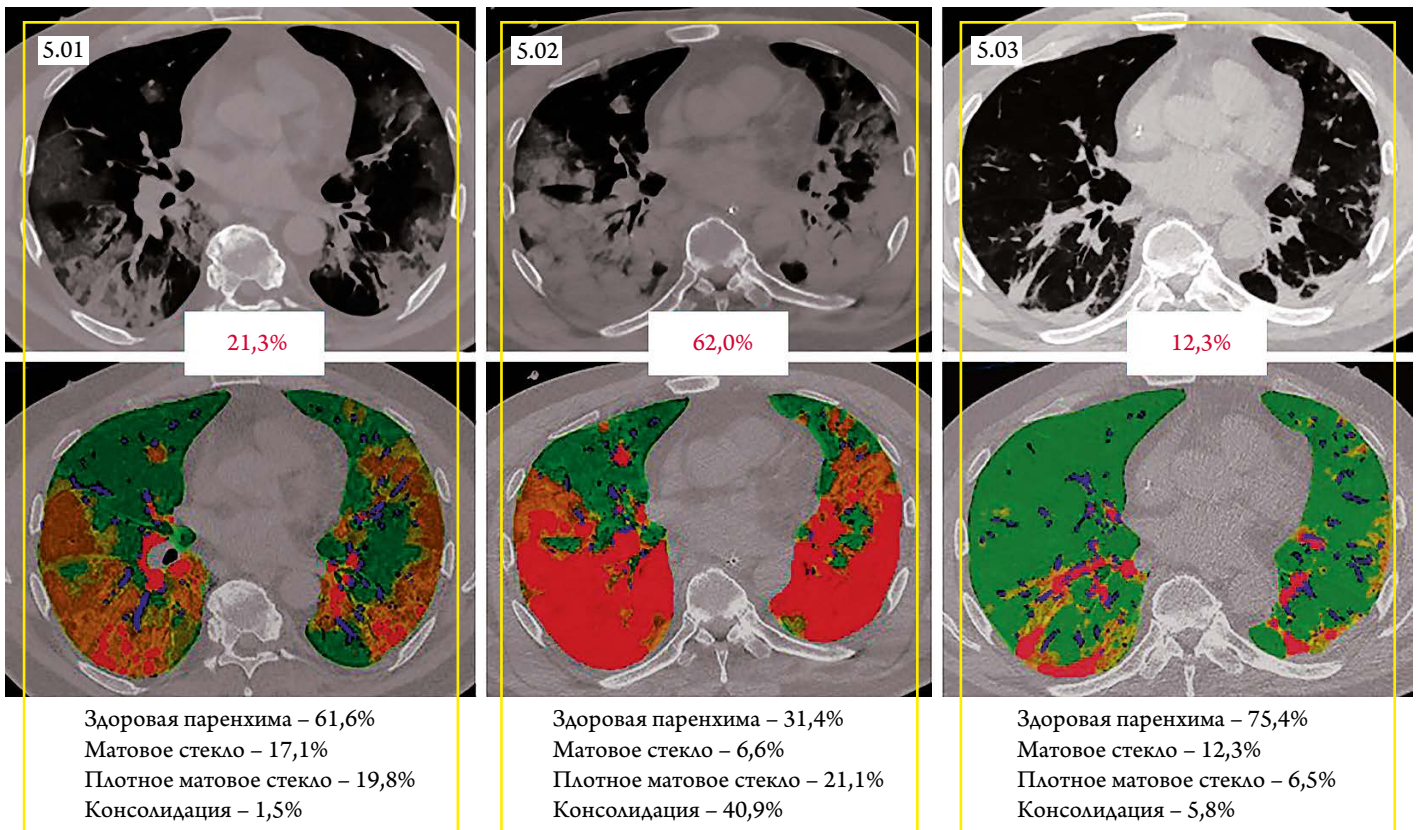 5.01
5.02
5.03
21,3%
62,0%
12,3%
Здоровая паренхима – 61,6%
Матовое стекло – 17,1%
Плотное матовое стекло – 19,8%
Консолидация – 1,5%
Здоровая паренхима – 31,4%
Матовое стекло – 6,6%
Плотное матовое стекло – 21,1%
Консолидация – 40,9%
Здоровая паренхима – 75,4%
Матовое стекло – 12,3%
Плотное матовое стекло – 6,5%
Консолидация – 5,8%